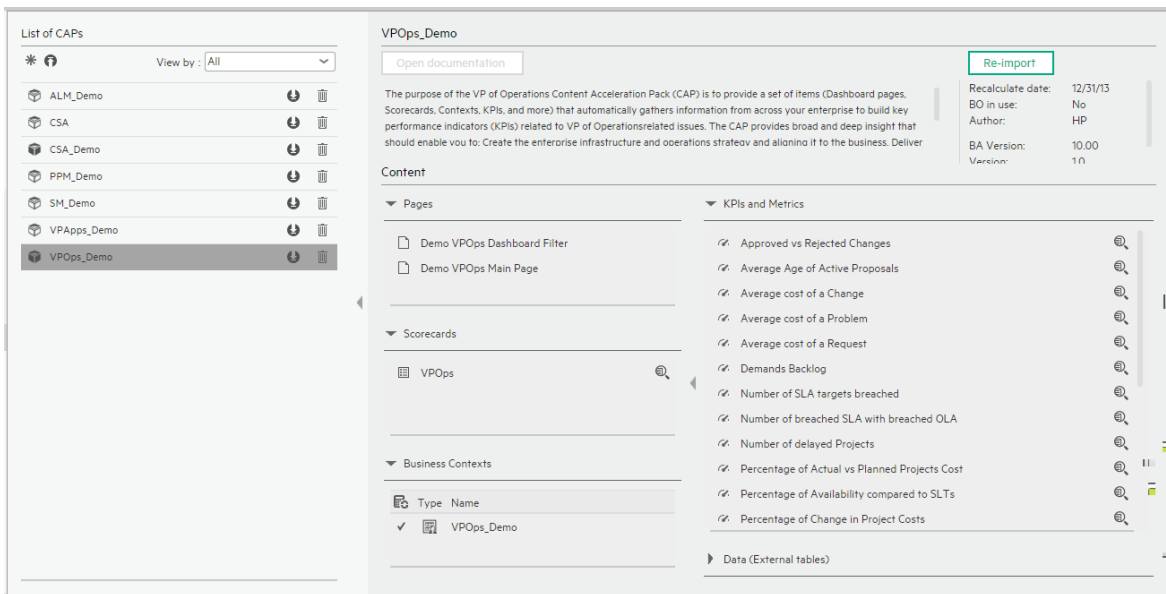 List of CAPs
View by : All
ALM_Demo
CSA
CSA_Demo
PPM_Demo
SM_Demo
VPApps_Demo
VPOps_Demo
VPOps_Demo
Open documentation
Re-import
The purpose of the VP of Operations Content Acceleration Pack (CAP) is to provide a set of items (Dashboard pages,
Scorecards, Contexts, KPIs, and more) that automatically gathers information from across your enterprise to build key
performance indicators (KPIs) related to VP of Operationsrelated issues. The CAP provides broad and deep insight that
should enable you to: Create the enterprise infrastructure and operations strategy and aligning it to the business. Deliver
Recalculate date: 12/31/13
BO in use: No
Author: HP
BA Version: 10.00
Version: 1.0
Content
Pages
Demo VPOps Dashboard Filter
Demo VPOps Main Page
Scorecards
VPOps
Business Contexts
Type Name
VPOps_Demo
KPIs and Metrics
Approved vs Rejected Changes
Average Age of Active Proposals
Average cost of a Change
Average cost of a Problem
Average cost of a Request
Demands Backlog
Number of SLA targets breached
Number of breached SLA with breached OLA
Number of delayed Projects
Percentage of Actual vs Planned Projects Cost
Percentage of Availability compared to SLTs
Percentage of Change in Project Costs
Data (External tables)